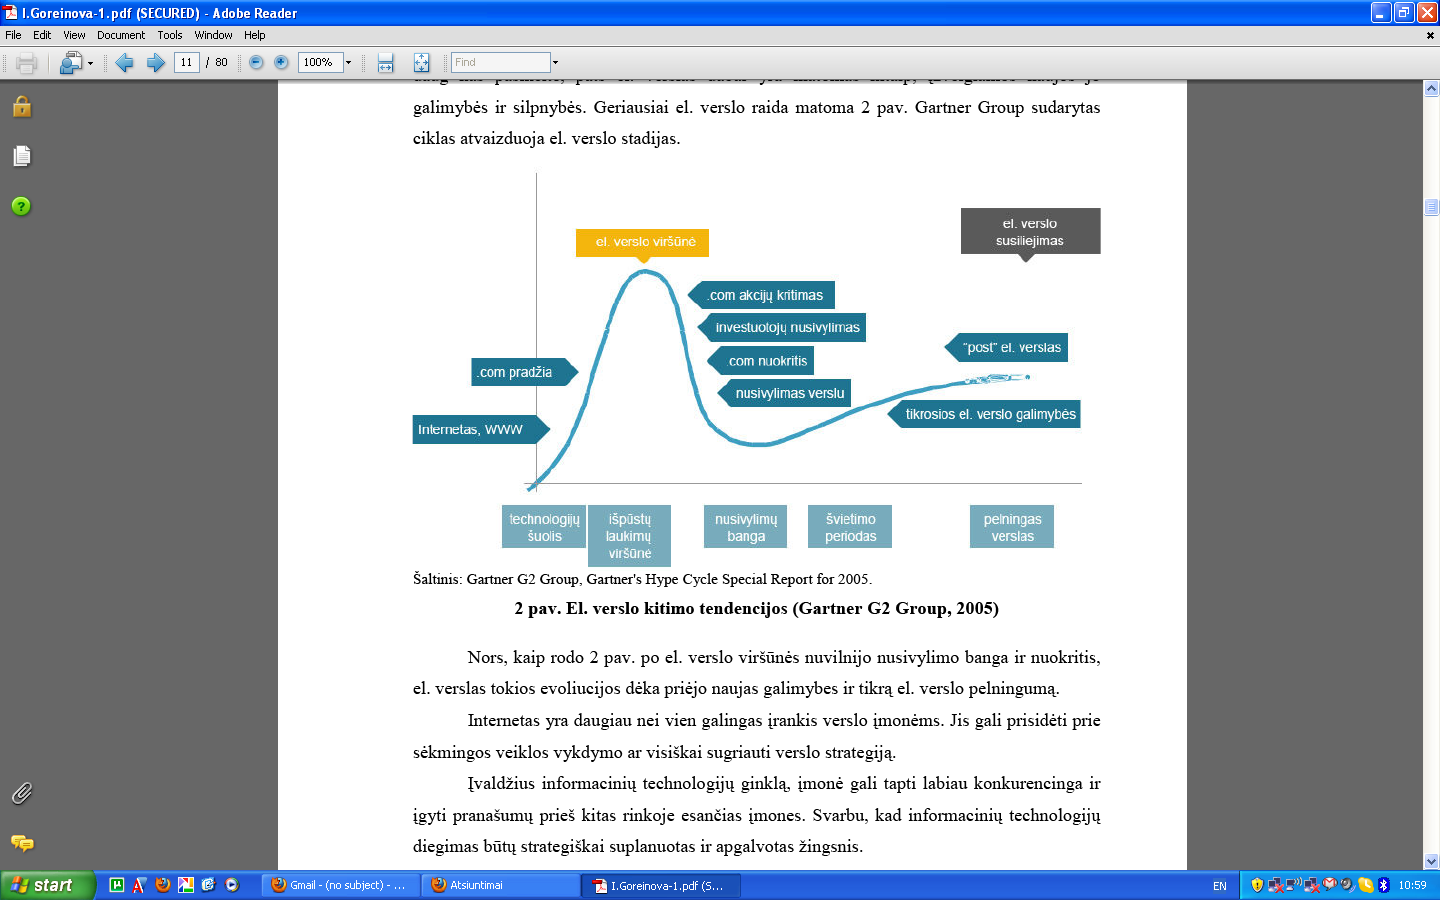 I.Goreinova-1.pdf (SECURED) - Adobe Reader
File Edit View Document Tools Window Help
11 / 80 100% Find
galimybės ir silpnybės. Geriausiai el. verslo raida matoma 2 pav. Gartner Group sudarytas
ciklas atvaizduoja el. verslo stadijas.
el. verslo
susiliejimas
el. verslo viršūnė
.com akcijų kritimas
investuotojų nusivylimas
"post" el. verslas
.com nuokritis
.com pradžia
nusivylimas verslu
tikrosios el. verslo galimybės
Internetas, WWW
technologijų
šuolis
išpūstų
laukimų
viršūnė
nusivylimų
banga
švietimo
periodas
pelningas
verslas
Šaltinis: Gartner G2 Group, Gartner's Hype Cycle Special Report for 2005.
2 pav. El. verslo kitimo tendencijos (Gartner G2 Group, 2005)
Nors, kaip rodo 2 pav. po el. verslo viršūnės nuvilnijo nusivylimo banga ir nuokritis,
el. verslas tokios evoliucijos dėka priėjo naujas galimybes ir tikrą el. verslo pelningumą.
Internetas yra daugiau nei vien galingas įrankis verslo įmonėms. Jis gali prisidėti prie
sėkmingos veiklos vykdymo ar visiškai sugriauti verslo strategiją.
Įvaldžius informacinių technologijų ginklą, įmonė gali tapti labiau konkurencinga ir
įgyti pranašumų prieš kitas rinkoje esančias įmones. Svarbu, kad informacinių technologijų
diegimas būtų strategiškai suplanuotas ir apgalvotas žingsnis.
start Gmail - (no subject) - ... Atsiuntimai I.Goreinova-1.pdf (S... EN 10:59